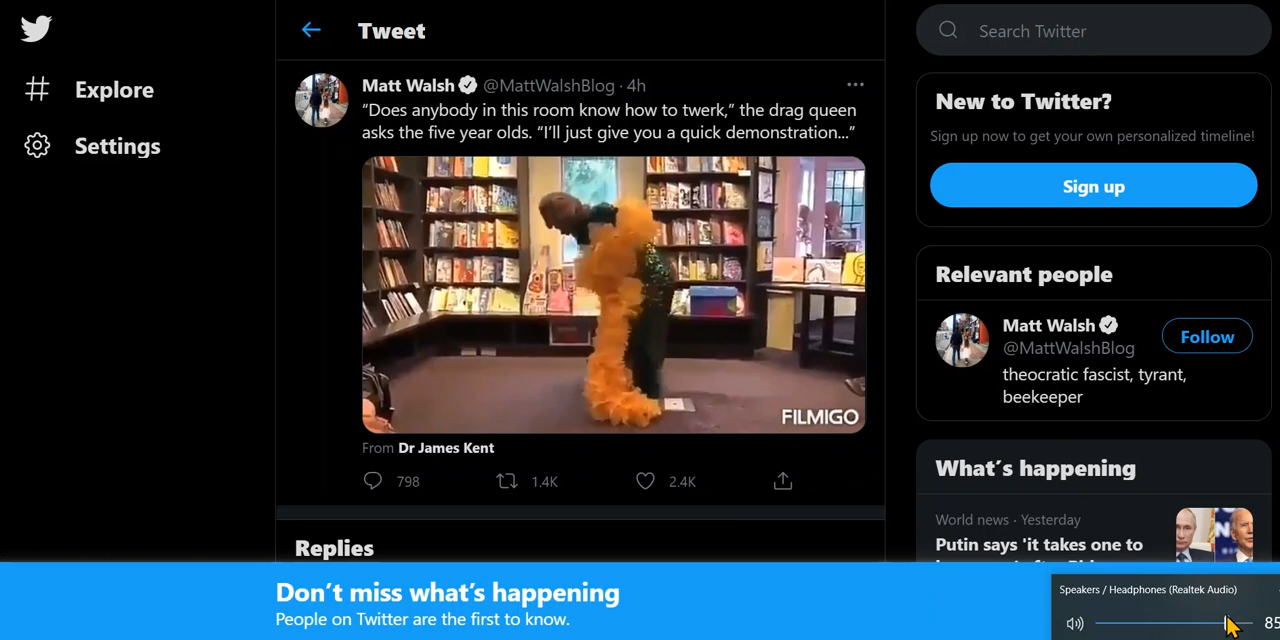 Explore
Settings
Tweet
Matt Walsh @MattWalshBlog · 4h
“Does anybody in this room know how to twerk,” the drag queen
asks the five year olds. “I’ll just give you a quick demonstration...”
FILMIGO
From Dr James Kent
798 1.4K 2.4K
Replies
Search Twitter
New to Twitter?
Sign up now to get your own personalized timeline!
Sign up
Relevant people
Matt Walsh
@MattWalshBlog
Follow
theocratic fascist, tyrant,
beekeeper
What’s happening
World news · Yesterday
Putin says ‘it takes one to
Don’t miss what’s happening
People on Twitter are the first to know.
Speakers / Headphones (Realtek Audio)
85